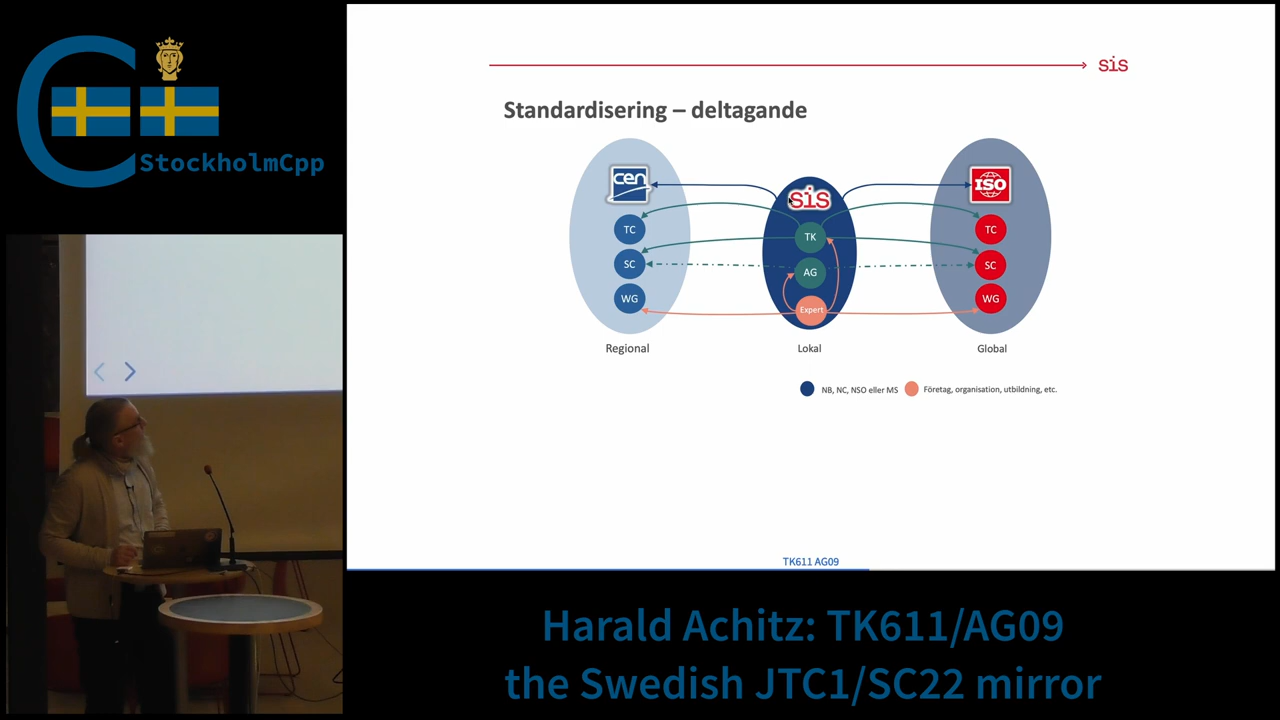 StockholmCpp
sis
Standardisering – deltagande
cen
TC
SC
WG
Regional
sis
TK
AG
Expert
Lokal
ISO
TC
SC
WG
Global
NB, NC, NSO eller MS
Företag, organisation, utbildning, etc.
TK611 AG09
Harald Achitz: TK611/AG09
the Swedish JTC1/SC22 mirror